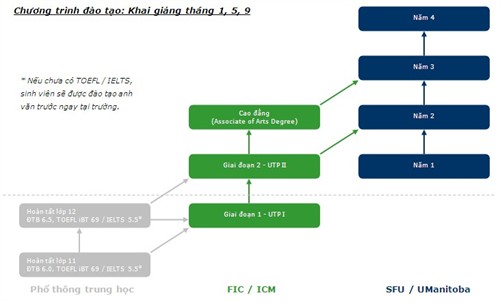 Chương trình đào tạo: Khai giảng tháng 1, 5, 9
* Nếu chưa có TOEFL / IELTS,
sinh viên sẽ được đào tạo anh
văn trước ngay tại trường.
Năm 4
Năm 3
Cao đẳng
(Associate of Arts Degree)
Năm 2
Giai đoạn 2 - UTP II
Năm 1
Hoàn tất lớp 12
ĐTB 6.5, TOEFL iBT 69 / IELTS 5.5*
Giai đoạn 1 - UTP I
Hoàn tất lớp 11
ĐTB 6.0, TOEFL iBT 69 / IELTS 5.5*
Phổ thông trung học
FIC / ICM
SFU / UManitoba